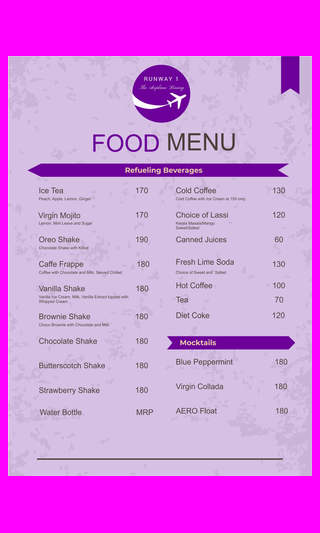 RUNWAY 1
The Airplane Dining
FOOD MENU
Refueling Beverages
Ice Tea 170
Peach, Apple, Lemon, Ginger
Virgin Mojito 170
Lemon, Mint Leave and Sugar
Oreo Shake 190
Chocolate Shake with Kitkat
Caffe Frappe 180
Coffee with Chocolate and Milk, Served Chilled
Vanilla Shake 180
Vanilla Ice Cream, Milk, Vanilla Extract topped with
Whipped Cream
Brownie Shake 180
Choco Brownie with Chocolate and Milk
Chocolate Shake 180
Butterscotch Shake 180
Strawberry Shake 180
Water Bottle MRP
Cold Coffee 130
Cold Coffee with Ice Cream at 150 only
Choice of Lassi 120
Kesar/ Masala/Mango
Sweet/Salted
Canned Juices 60
Fresh Lime Soda 130
Choice of Sweet and Salted
Hot Coffee 100
Tea 70
Diet Coke 120
Mocktails
Blue Peppermint 180
Virgin Collada 180
AERO Float 180